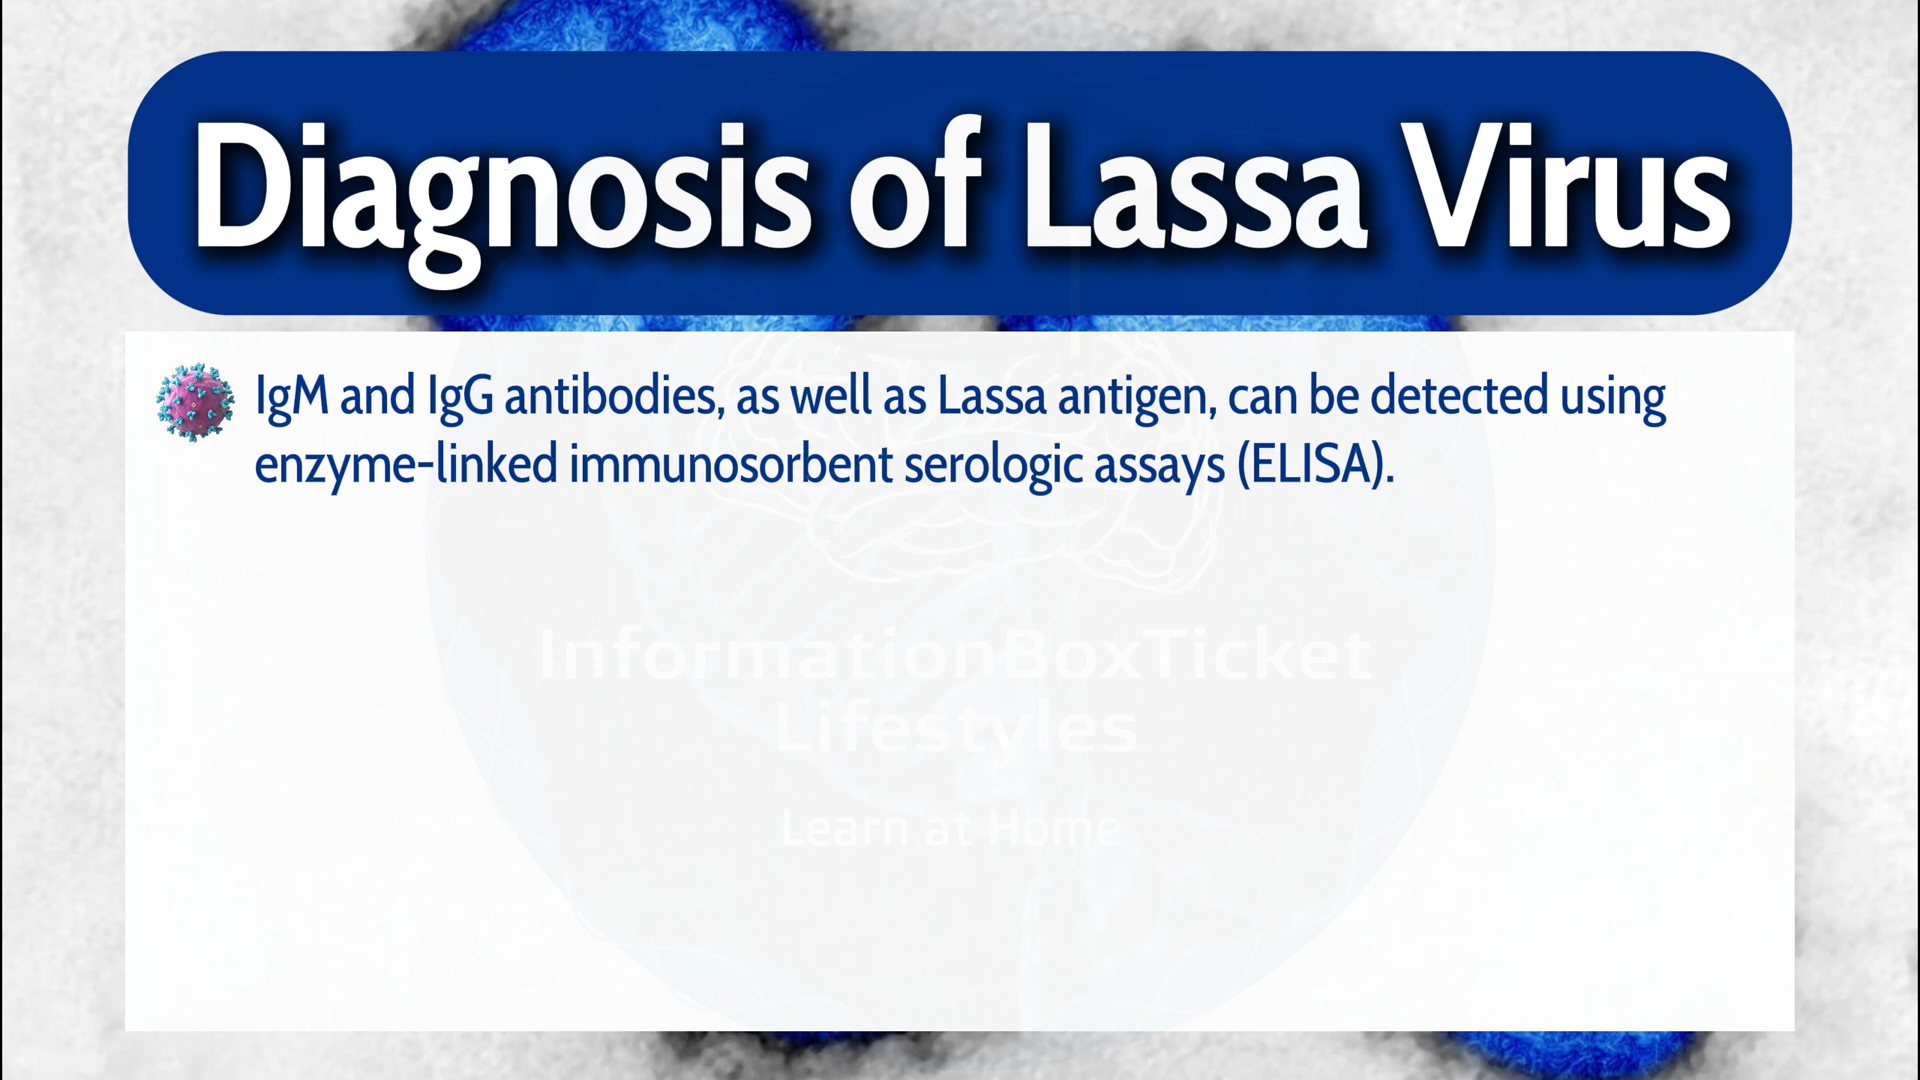 Diagnosis of Lassa Virus
IgM and IgG antibodies, as well as Lassa antigen, can be detected using
enzyme-linked immunosorbent serologic assays (ELISA).
InformationBoxTicket
Lifestyles
Learn at Home